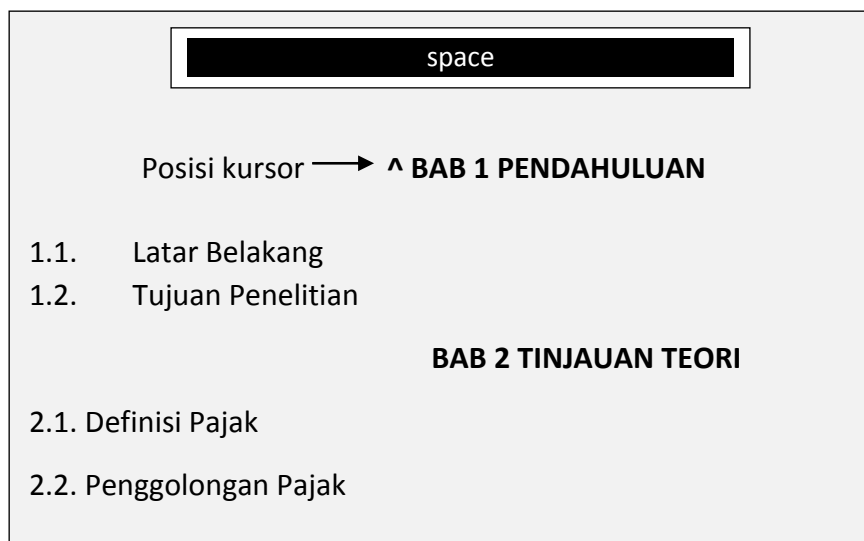 space
Posisi kursor ^ BAB 1 PENDAHULUAN
1.1. Latar Belakang
1.2. Tujuan Penelitian
BAB 2 TINJAUAN TEORI
2.1. Definisi Pajak
2.2. Penggolongan Pajak